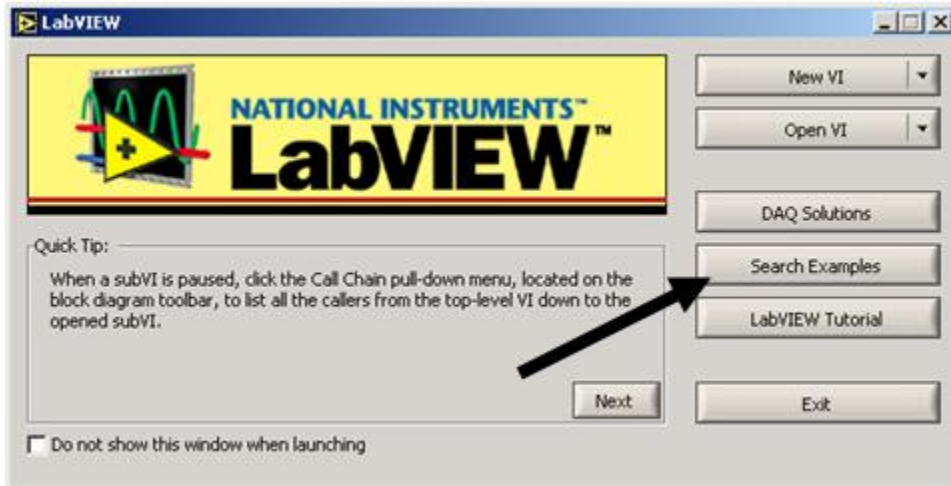 LabVIEW
NATIONAL INSTRUMENTS™
LabVIEW™
Quick Tip:
When a subVI is paused, click the Call Chain pull-down menu, located on the
block diagram toolbar, to list all the callers from the top-level VI down to the
opened subVI.
Next
Do not show this window when launching
New VI
Open VI
DAQ Solutions
Search Examples
LabVIEW Tutorial
Exit